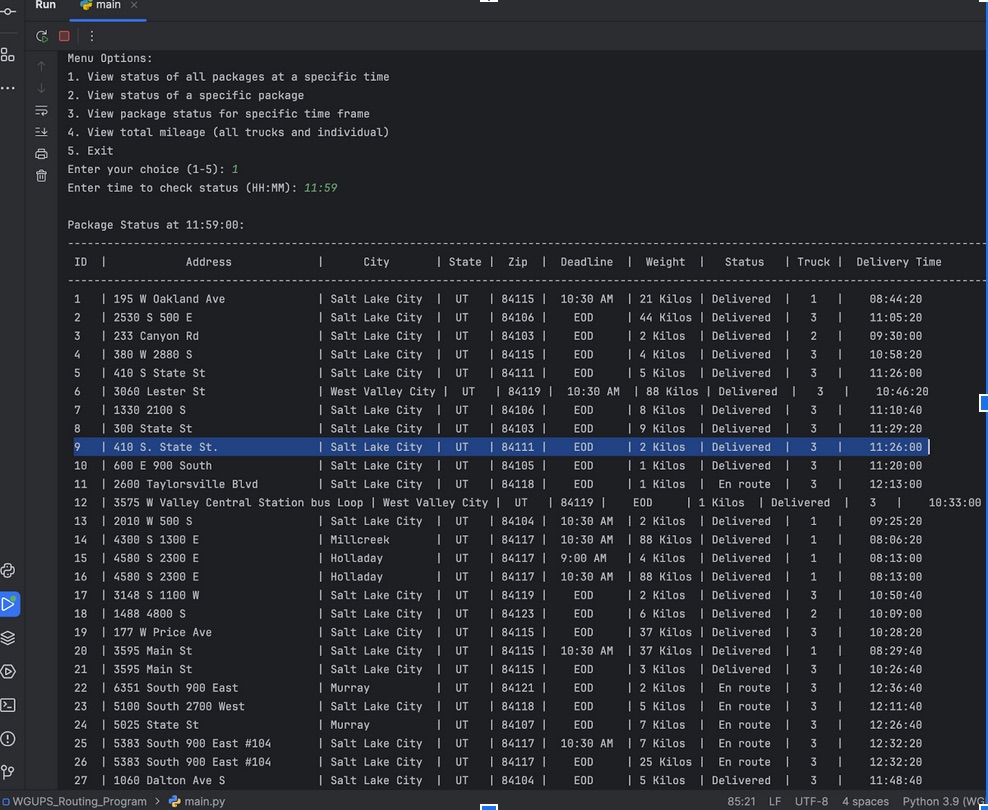 Run main ×
Menu Options:
1. View status of all packages at a specific time
2. View status of a specific package
3. View package status for specific time frame
4. View total mileage (all trucks and individual)
5. Exit
Enter your choice (1-5): 1
Enter time to check status (HH:MM): 11:59
Package Status at 11:59:00:
--------------------------------------------------------------------------------------------------------------------------------------------
ID | Address | City | State | Zip | Deadline | Weight | Status | Truck | Delivery Time
--------------------------------------------------------------------------------------------------------------------------------------------
1 | 195 W Oakland Ave | Salt Lake City | UT | 84115 | 10:30 AM | 21 Kilos | Delivered | 1 | 08:44:20
2 | 2530 S 500 E | Salt Lake City | UT | 84106 | EOD | 44 Kilos | Delivered | 3 | 11:05:20
3 | 233 Canyon Rd | Salt Lake City | UT | 84103 | EOD | 2 Kilos | Delivered | 2 | 09:30:00
4 | 380 W 2880 S | Salt Lake City | UT | 84115 | EOD | 4 Kilos | Delivered | 3 | 10:58:20
5 | 410 S State St | Salt Lake City | UT | 84111 | EOD | 5 Kilos | Delivered | 3 | 11:26:00
6 | 3060 Lester St | West Valley City | UT | 84119 | 10:30 AM | 88 Kilos | Delivered | 3 | 10:46:20
7 | 1330 2100 S | Salt Lake City | UT | 84106 | EOD | 8 Kilos | Delivered | 3 | 11:10:40
8 | 300 State St | Salt Lake City | UT | 84103 | EOD | 9 Kilos | Delivered | 3 | 11:29:20
9 | 410 S. State St. | Salt Lake City | UT | 84111 | EOD | 2 Kilos | Delivered | 3 | 11:26:00
10 | 600 E 900 South | Salt Lake City | UT | 84105 | EOD | 1 Kilos | Delivered | 3 | 11:20:00
11 | 2600 Taylorsville Blvd | Salt Lake City | UT | 84118 | EOD | 1 Kilos | En route | 3 | 12:13:00
12 | 3575 W Valley Central Station bus Loop | West Valley City | UT | 84119 | EOD | 1 Kilos | Delivered | 3 | 10:33:00
13 | 2010 W 500 S | Salt Lake City | UT | 84104 | 10:30 AM | 2 Kilos | Delivered | 1 | 09:25:20
14 | 4300 S 1300 E | Millcreek | UT | 84117 | 10:30 AM | 88 Kilos | Delivered | 1 | 08:06:20
15 | 4580 S 2300 E | Holladay | UT | 84117 | 9:00 AM | 4 Kilos | Delivered | 1 | 08:13:00
16 | 4580 S 2300 E | Holladay | UT | 84117 | 10:30 AM | 88 Kilos | Delivered | 1 | 08:13:00
17 | 3148 S 1100 W | Salt Lake City | UT | 84119 | EOD | 2 Kilos | Delivered | 3 | 10:50:40
18 | 1488 4800 S | Salt Lake City | UT | 84123 | EOD | 6 Kilos | Delivered | 2 | 10:09:00
19 | 177 W Price Ave | Salt Lake City | UT | 84115 | EOD | 37 Kilos | Delivered | 3 | 10:28:20
20 | 3595 Main St | Salt Lake City | UT | 84115 | 10:30 AM | 37 Kilos | Delivered | 1 | 08:29:40
21 | 3595 Main St | Salt Lake City | UT | 84115 | EOD | 3 Kilos | Delivered | 3 | 10:26:40
22 | 6351 South 900 East | Murray | UT | 84121 | EOD | 2 Kilos | En route | 3 | 12:36:40
23 | 5100 South 2700 West | Salt Lake City | UT | 84118 | EOD | 5 Kilos | En route | 3 | 12:11:40
24 | 5025 State St | Murray | UT | 84107 | EOD | 7 Kilos | En route | 3 | 12:26:40
25 | 5383 South 900 East #104 | Salt Lake City | UT | 84117 | 10:30 AM | 7 Kilos | En route | 3 | 12:32:20
26 | 5383 South 900 East #104 | Salt Lake City | UT | 84117 | EOD | 25 Kilos | En route | 3 | 12:32:20
27 | 1060 Dalton Ave S | Salt Lake City | UT | 84104 | EOD | 5 Kilos | Delivered | 3 | 11:48:40
WGUPS_Routing_Program > main.py 85:21 LF UTF-8 4 spaces Python 3.9 (WG